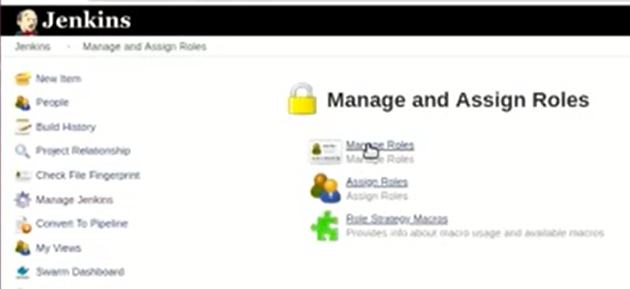 Jenkins
Jenkins Manage and Assign Roles
New Item
People
Build History
Project Relationship
Check File Fingerprint
Manage Jenkins
Convert To Pipeline
My Views
Swarm Dashboard
Manage and Assign Roles
Manage Roles
Manage Roles
Assign Roles
Assign Roles
Role Strategy Macros
Provides info about macro usage and available macros